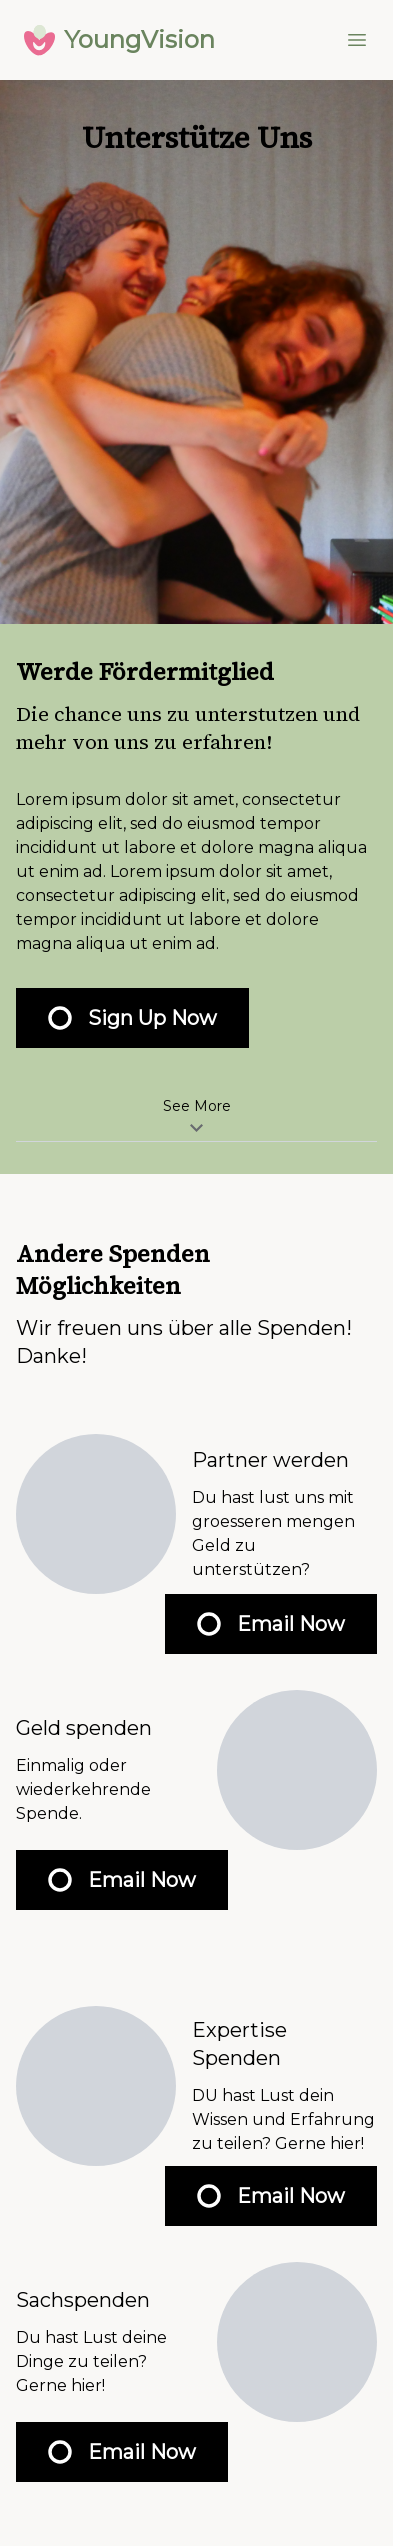 YoungVision
Unterstütze Uns
Werde Fördermitglied
Die chance uns zu unterstutzen und
mehr von uns zu erfahren!
Lorem ipsum dolor sit amet, consectetur
adipiscing elit, sed do eiusmod tempor
incididunt ut labore et dolore magna aliqua
ut enim ad. Lorem ipsum dolor sit amet,
consectetur adipiscing elit, sed do eiusmod
tempor incididunt ut labore et dolore
magna aliqua ut enim ad.
Sign Up Now
See More
Andere Spenden
Möglichkeiten
Wir freuen uns über alle Spenden!
Danke!
Partner werden
Du hast lust uns mit
groesseren mengen
Geld zu
unterstützen?
Email Now
Geld spenden
Einmalig oder
wiederkehrende
Spende.
Email Now
Expertise
Spenden
DU hast Lust dein
Wissen und Erfahrung
zu teilen? Gerne hier!
Email Now
Sachspenden
Du hast Lust deine
Dinge zu teilen?
Gerne hier!
Email Now